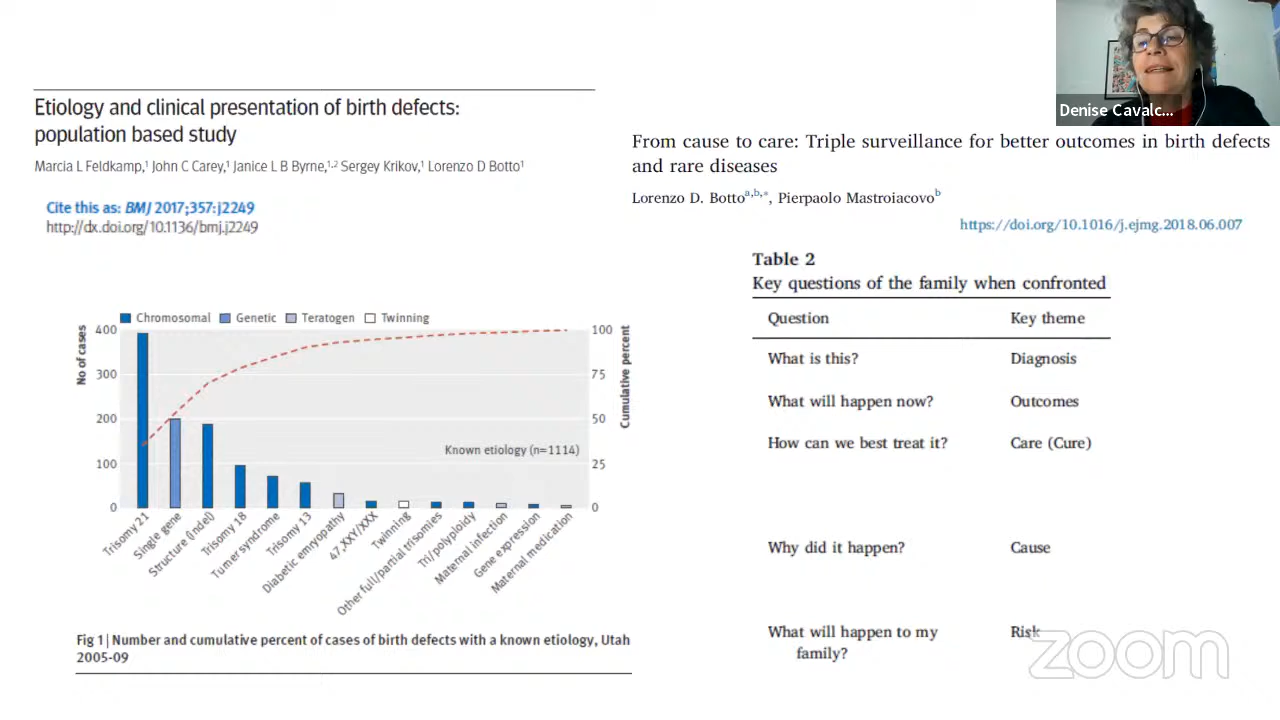 Denise Cavalc...
Etiology and clinical presentation of birth defects:
population based study
Marcia L Feldkamp,¹ John C Carey,¹ Janice L B Byrne,¹,² Sergey Krikov,¹ Lorenzo D Botto¹
Cite this as: BMJ 2017;357:j2249
http://dx.doi.org/10.1136/bmj.j2249
Chromosomal Genetic Teratogen Twinning
No of cases
400
300
200
100
0
100
75
50
25
0
Cumulative percent
Known etiology (n=1114)
Trisomy 21
Single gene
Structure (indel)
Trisomy 18
Turner syndrome
Trisomy 13
Diabetic emryopathy
47,XXY/XXX
Twinning
Other full/partial trisomies
Tri/polyploidy
Maternal infection
Gene expression
Maternal medication
Fig 1 | Number and cumulative percent of cases of birth defects with a known etiology, Utah
2005-09
From cause to care: Triple surveillance for better outcomes in birth defects
and rare diseases
Lorenzo D. Botto a,b,*, Pierpaolo Mastroiacovo b
https://doi.org/10.1016/j.ejmg.2018.06.007
Table 2
Key questions of the family when confronted
Question Key theme
What is this? Diagnosis
What will happen now? Outcomes
How can we best treat it? Care (Cure)
Why did it happen? Cause
What will happen to my Risk
family?
zoom